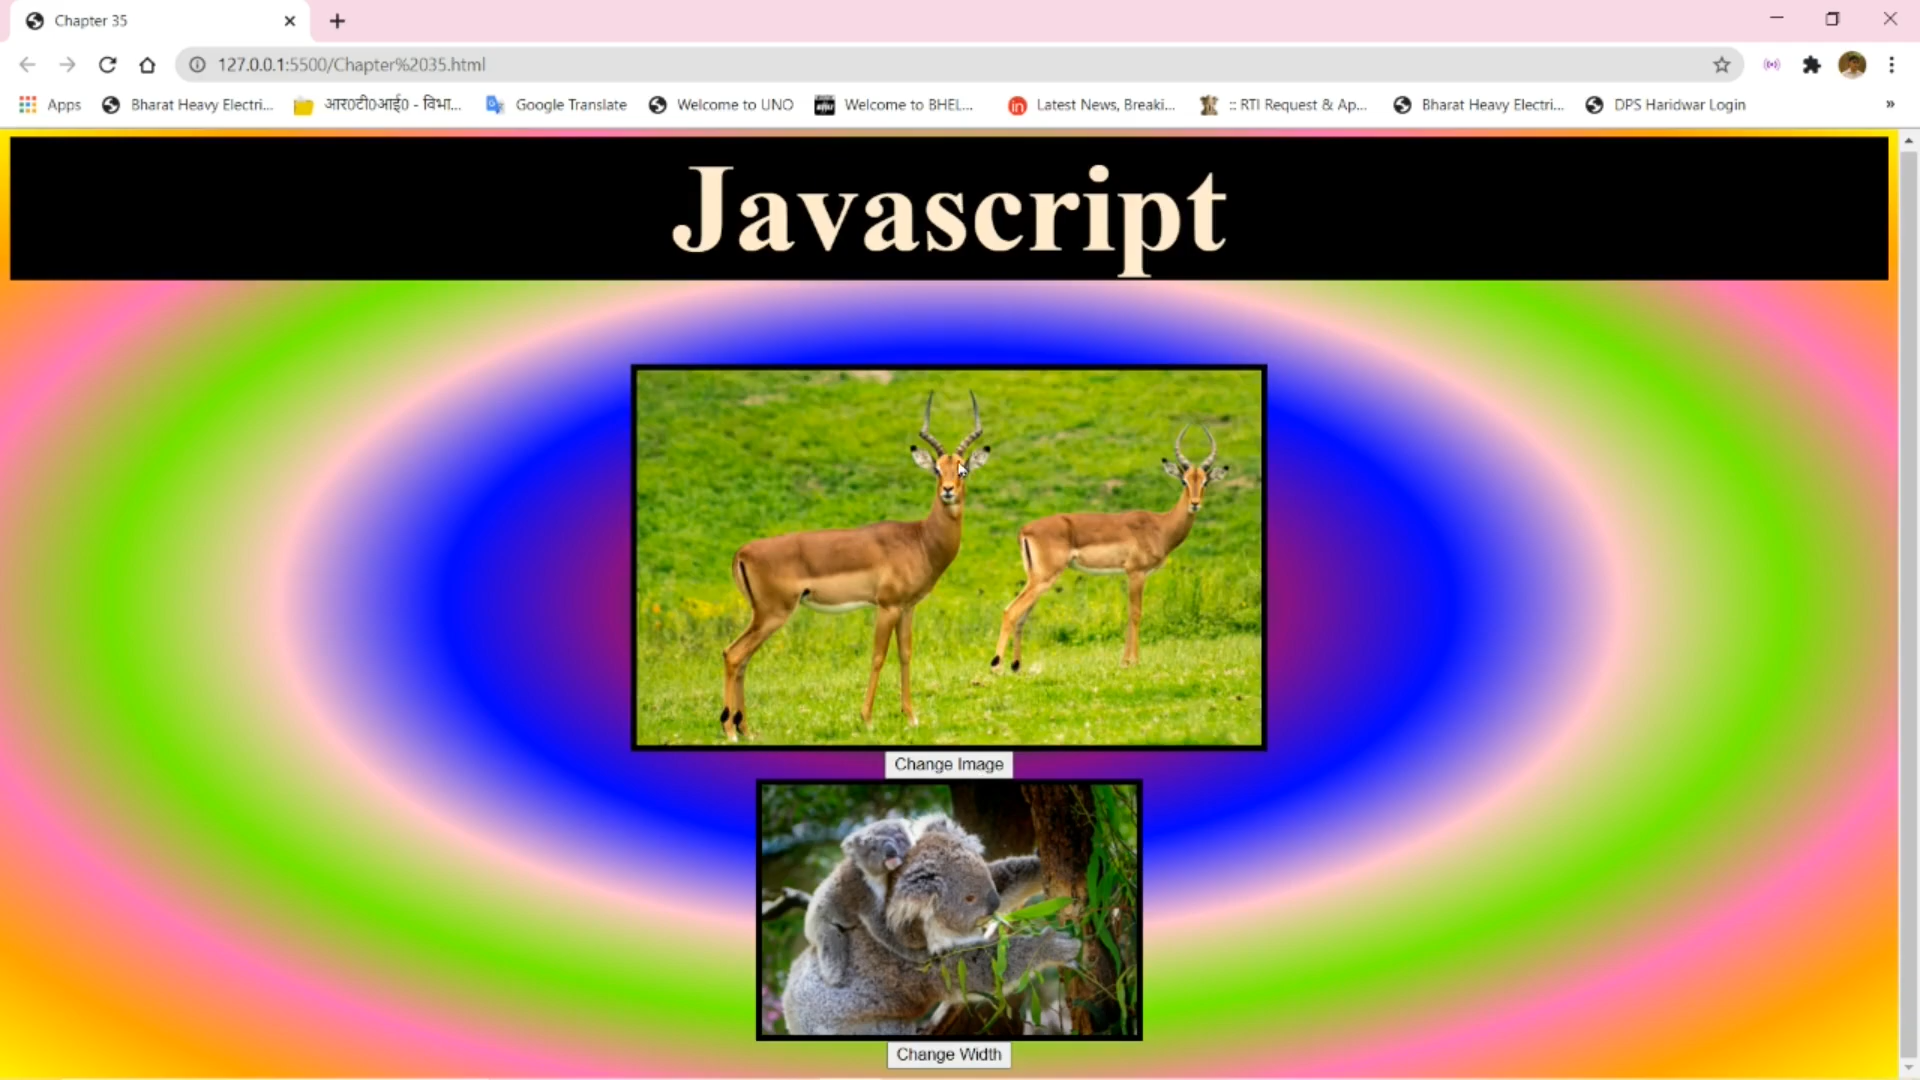 Chapter 35
127.0.0.1:5500/Chapter%2035.html
Apps
Bharat Heavy Electri...
आर0टी0आई0 - विभा...
Google Translate
Welcome to UNO
Welcome to BHEL...
Latest News, Breaki...
:: RTI Request & Ap...
Bharat Heavy Electri...
DPS Haridwar Login
»
Javascript
Change Image
Change Width